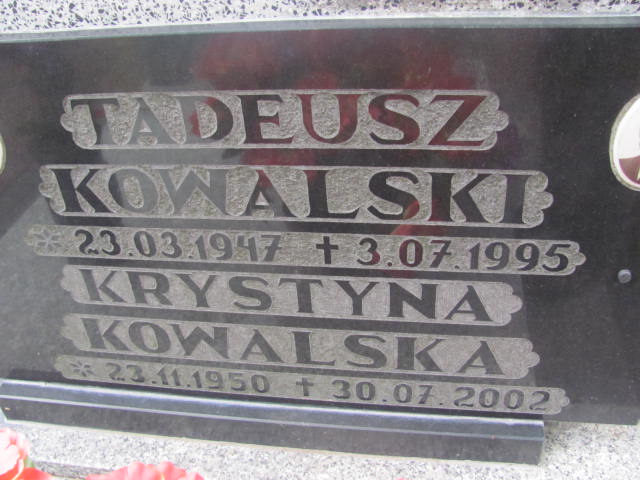 TADEUSZ
KOWALSKI
* 23.03.1947 † 3.07.1995
KRYSTYNA
KOWALSKA
* 23.11.1950 † 30.07.2002